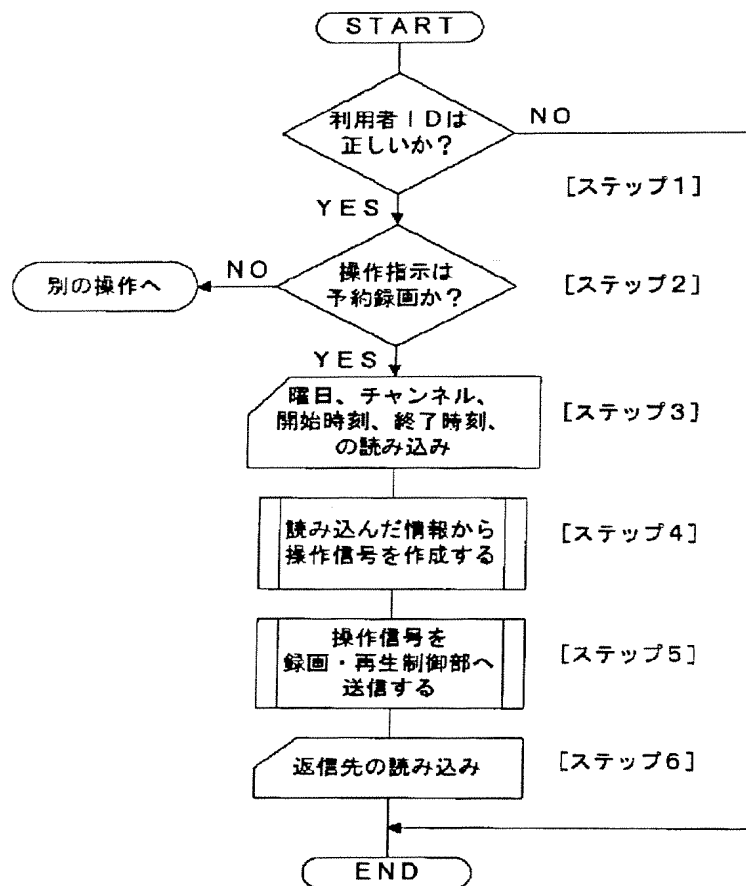 START
利用者IDは
正しいか？
NO
[ステップ1]
YES
操作指示は
予約録画か？
NO
別の操作へ
[ステップ2]
YES
曜日、チャンネル、
開始時刻、終了時刻、
の読み込み
[ステップ3]
読み込んだ情報から
操作信号を作成する
[ステップ4]
操作信号を
録画・再生制御部へ
送信する
[ステップ5]
返信先の読み込み
[ステップ6]
END